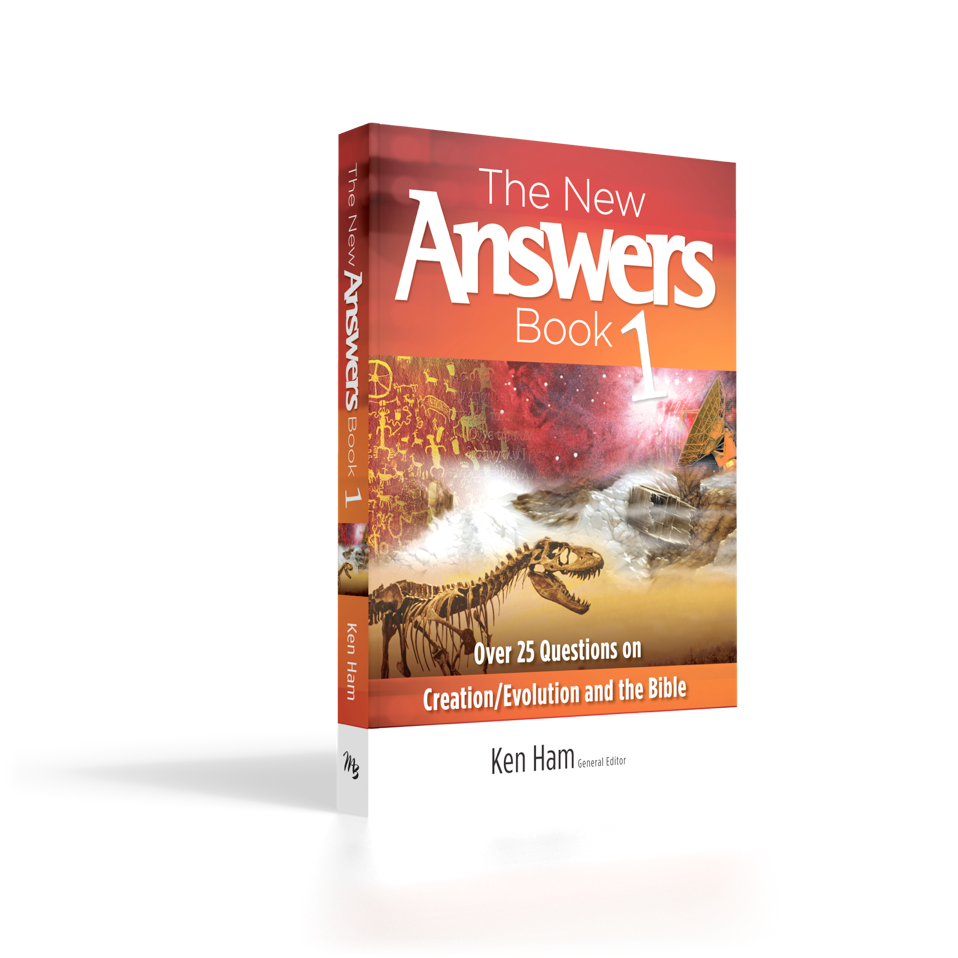 The New
Answers
Book 1
Over 25 Questions on
Creation/Evolution and the Bible
Ken Ham General Editor
The New Answers Book 1
Ken Ham
MB